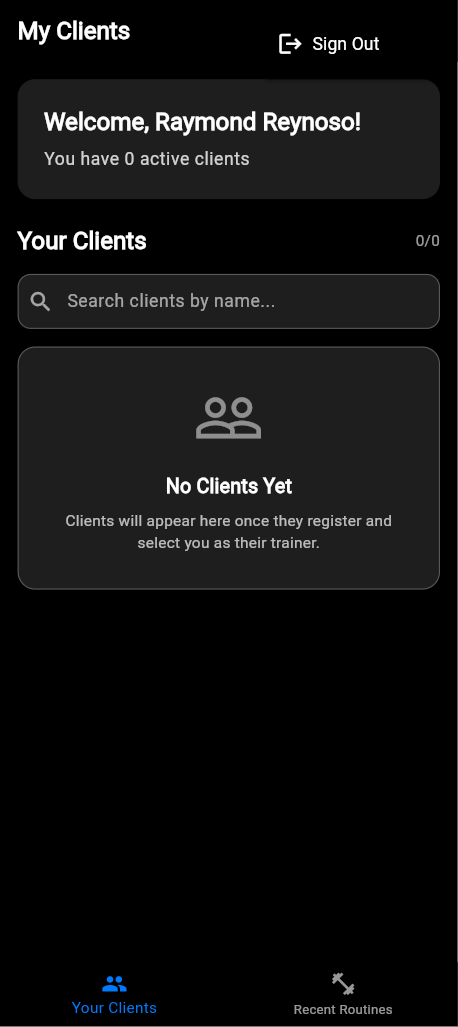 My Clients
Sign Out
Welcome, Raymond Reynoso!
You have 0 active clients
Your Clients
0/0
Search clients by name...
No Clients Yet
Clients will appear here once they register and
select you as their trainer.
Your Clients
Recent Routines